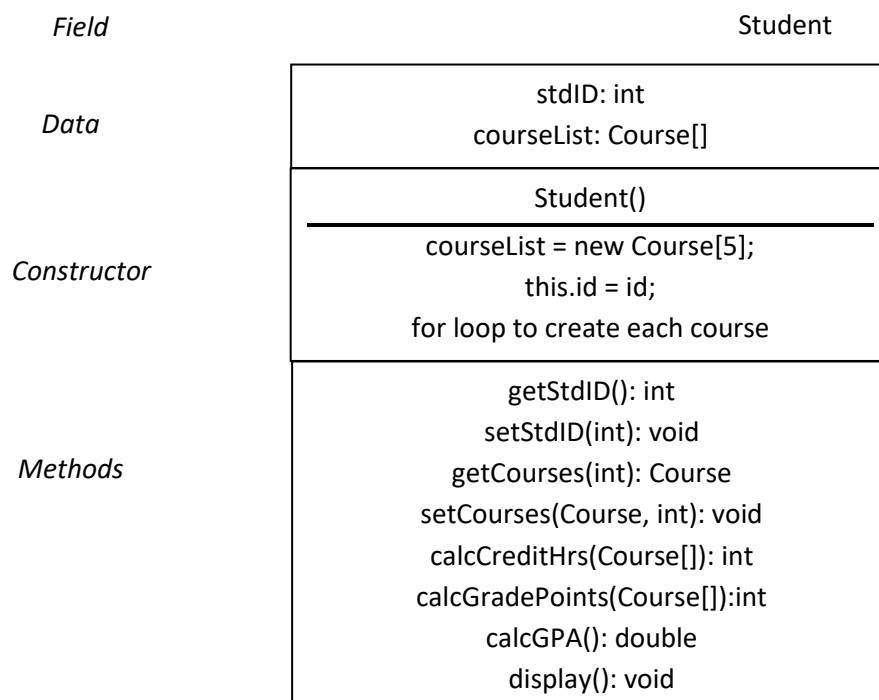 Field Student
Data
stdID: int
courseList: Course[]
Student()
Constructor
courseList = new Course[5];
this.id = id;
for loop to create each course
Methods
getStdID(): int
setStdID(int): void
getCourses(int): Course
setCourses(Course, int): void
calcCreditHrs(Course[]): int
calcGradePoints(Course[]):int
calcGPA(): double
display(): void